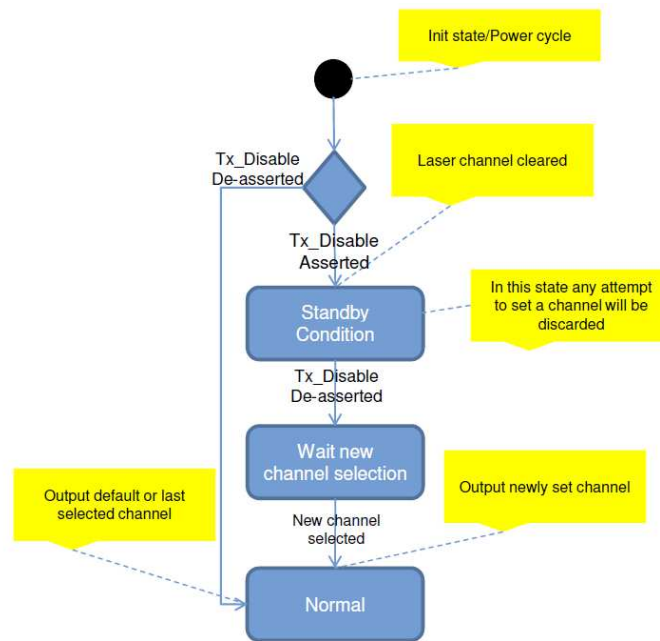 Init state/Power cycle
Tx_Disable
De-asserted
Laser channel cleared
Tx_Disable
Asserted
Standby
Condition
In this state any attempt
to set a channel will be
discarded
Tx_Disable
De-asserted
Wait new
channel selection
Output default or last
selected channel
Output newly set channel
New channel
selected
Normal